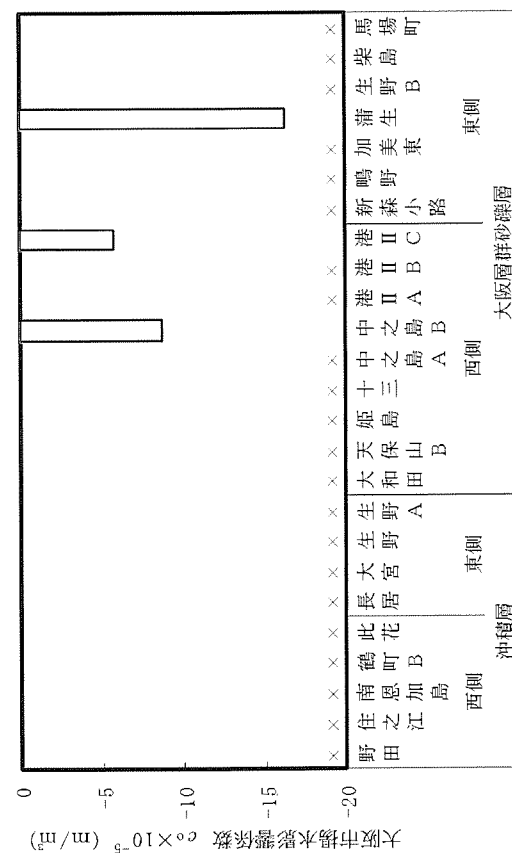 大阪市揚水影響係数 c₀×10⁻⁵ (m/m³)
0
-5
-10
-15
-20
× × × × × × × × × × × × × × × × × × × × × ×
野田
住之江
南恩加島
鶴町B
此花
長居
大宮
生野
生野A
大和田
天保山B
姫島
十三
中之島A
中之島B
港ⅡA
港ⅡB
港ⅡC
新森小路
鴫野
加美東
蒲生
生野B
柴島
馬場町
西側
東側
西側
東側
沖積層
大阪層群砂礫層